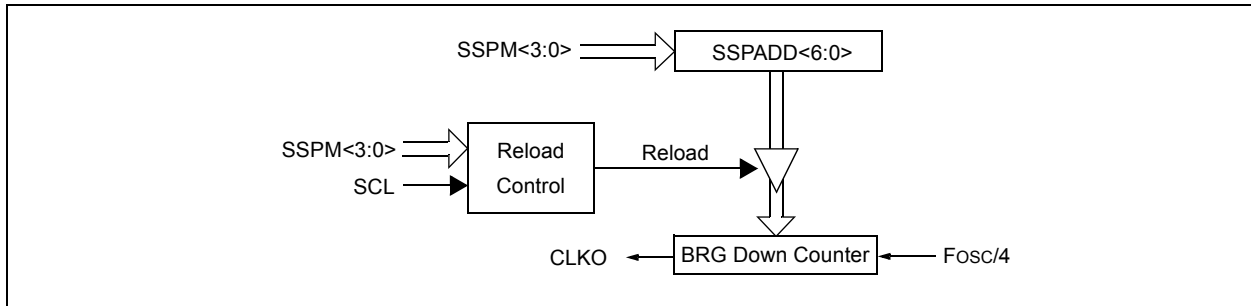 SSPM<3:0>
SSPADD<6:0>
SSPM<3:0>
SCL
Reload
Control
Reload
CLKO
BRG Down Counter
FOSC/4